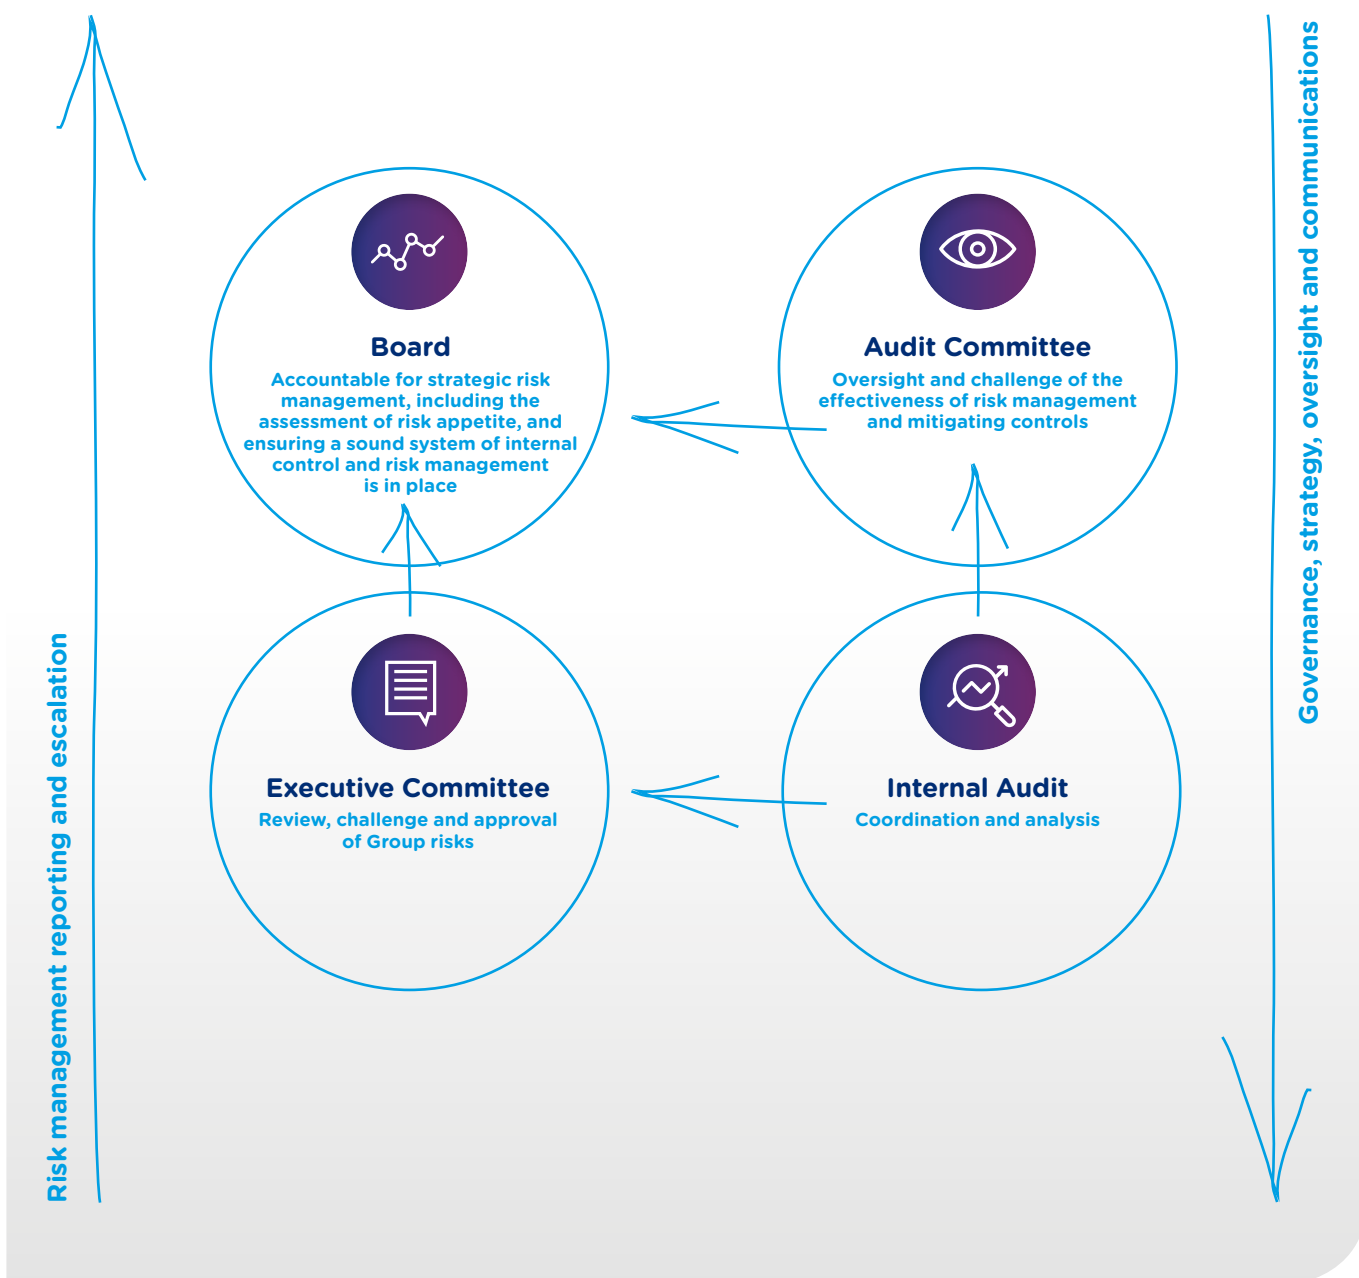 Risk management reporting and escalation
Board
Accountable for strategic risk
management, including the
assessment of risk appetite, and
ensuring a sound system of internal
control and risk management
is in place
Audit Committee
Oversight and challenge of the
effectiveness of risk management
and mitigating controls
Executive Committee
Review, challenge and approval
of Group risks
Internal Audit
Coordination and analysis
Governance, strategy, oversight and communications